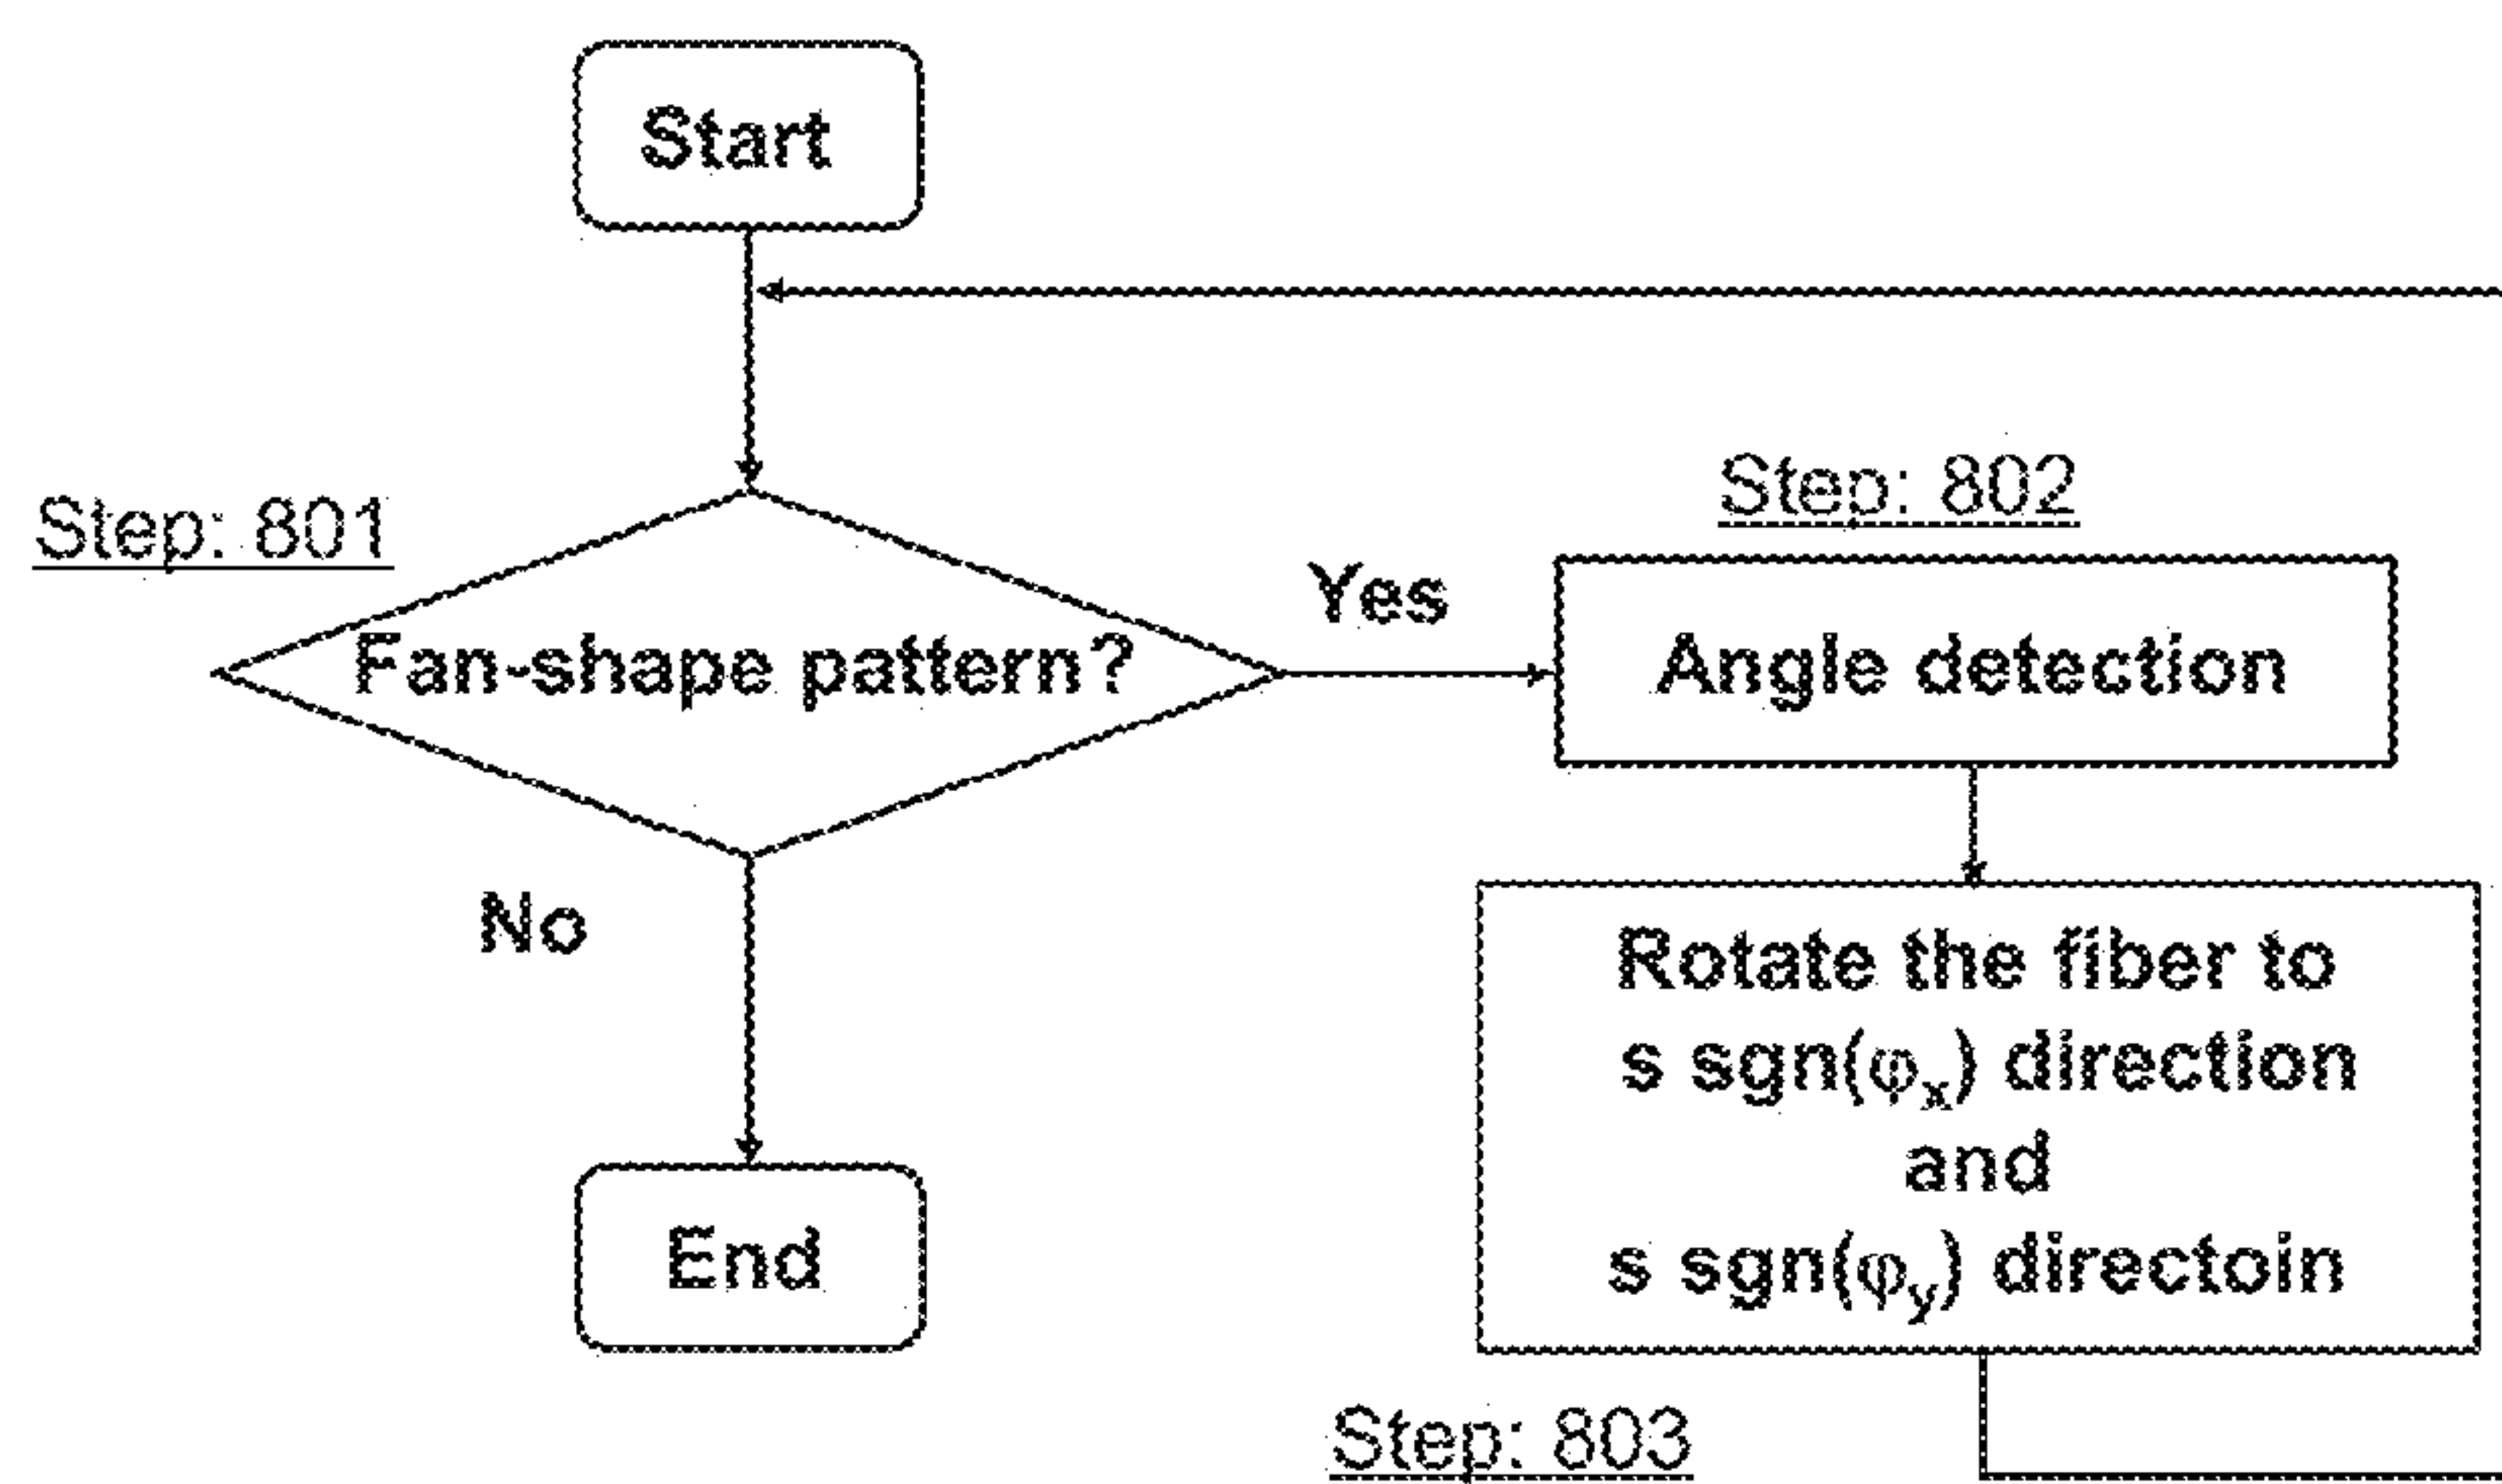 Start
Step: 801
Fan-shape pattern?
Yes
Step: 802
Angle detection
No
Rotate the fiber to
s sgn(φx) direction
and
s sgn(φy) directoin
End
Step: 803